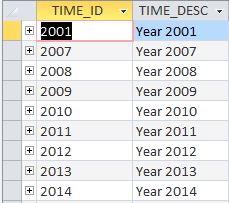 TIME_ID TIME_DESC
2001 Year 2001
2007 Year 2007
2008 Year 2008
2009 Year 2009
2010 Year 2010
2011 Year 2011
2012 Year 2012
2013 Year 2013
2014 Year 2014